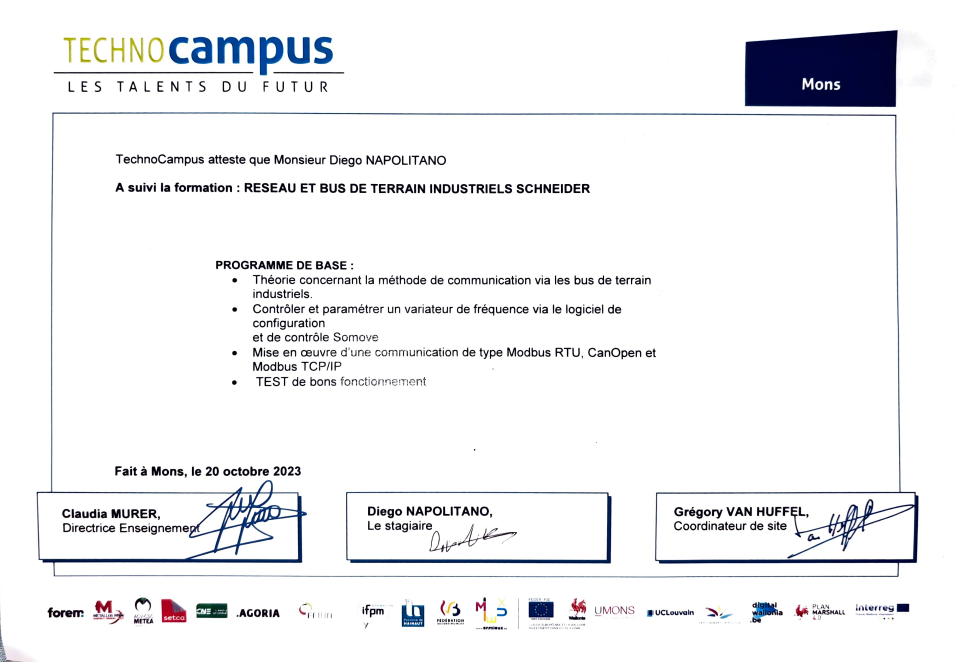 TECHNOcampus
LES TALENTS DU FUTUR
Mons
TechnoCampus atteste que Monsieur Diego NAPOLITANO
A suivi la formation : RESEAU ET BUS DE TERRAIN INDUSTRIELS SCHNEIDER
PROGRAMME DE BASE :
• Théorie concernant la méthode de communication via les bus de terrain
industriels.
• Contrôler et paramétrer un variateur de fréquence via le logiciel de
configuration
et de contrôle Somove
• Mise en œuvre d'une communication de type Modbus RTU, CanOpen et
Modbus TCP/IP
• TEST de bons fonctionnement
Fait à Mons, le 20 octobre 2023
Claudia MURER,
Directrice Enseignement
Diego NAPOLITANO,
Le stagiaire
Grégory VAN HUFFEL,
Coordinateur de site
forem
METEA
setca
CNE
.AGORIA
ifpm
UMONS
UCLouvain
digital
wallonia
.be
PLAN
MARSHALL
4.0
Interreg